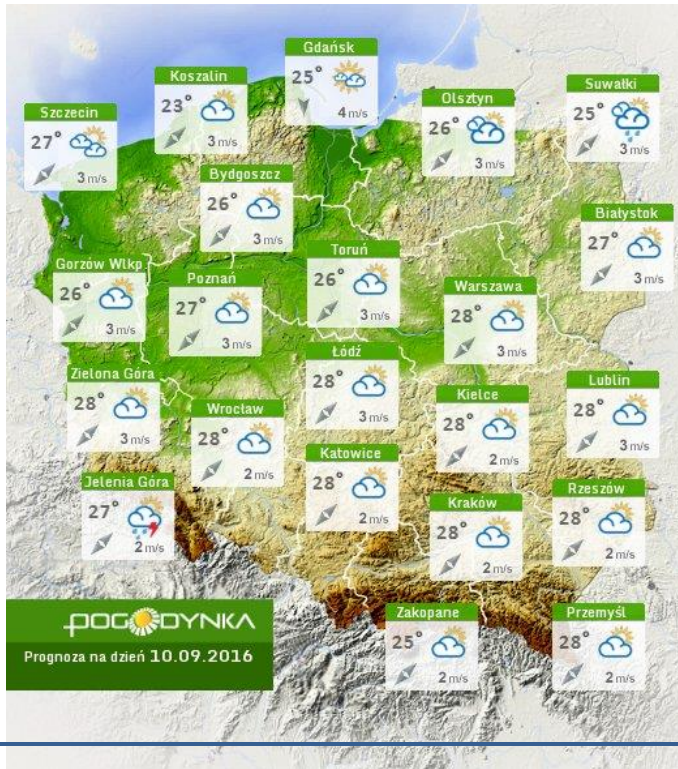 Gdańsk
25°
4 m/s
Koszalin
23°
3 m/s
Suwałki
25°
3 m/s
Olsztyn
26°
3 m/s
Szczecin
27°
3 m/s
Bydgoszcz
26°
3 m/s
Białystok
27°
3 m/s
Toruń
26°
3 m/s
Gorzów Wlkp
26°
3 m/s
Poznań
27°
3 m/s
Warszawa
28°
3 m/s
Łódź
28°
3 m/s
Zielona Góra
28°
3 m/s
Lublin
28°
3 m/s
Kielce
28°
2 m/s
Wrocław
28°
2 m/s
Katowice
28°
2 m/s
Jelenia Góra
27°
2 m/s
Rzeszów
28°
2 m/s
Kraków
28°
2 m/s
Zakopane
25°
2 m/s
Przemyśl
28°
2 m/s
POGODYNKA
Prognoza na dzień 10.09.2016